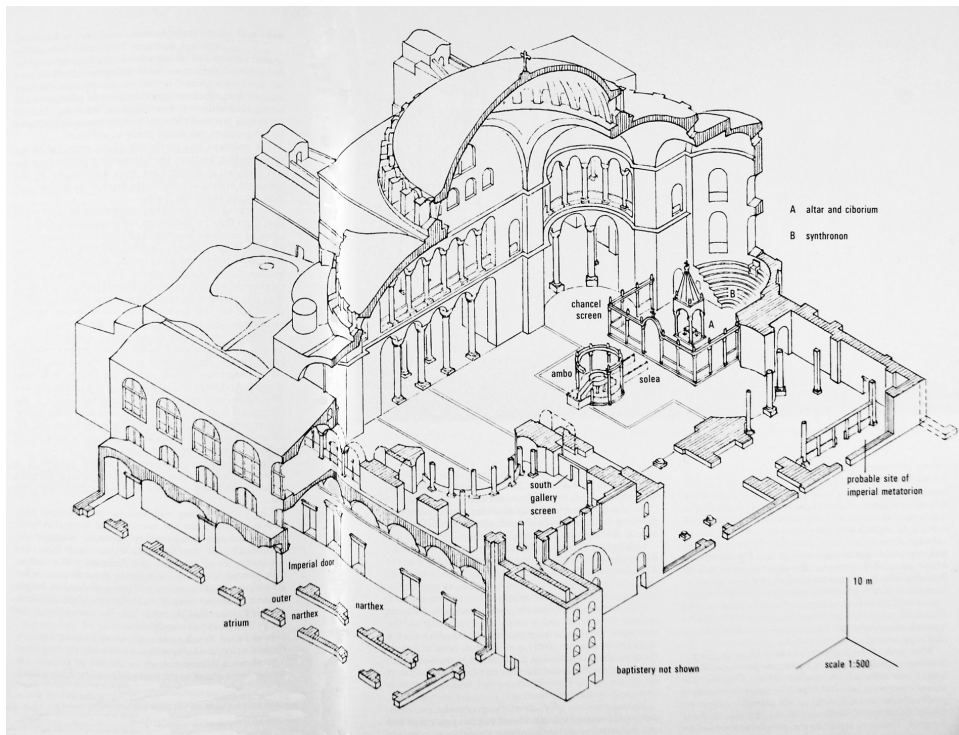 A altar and ciborium
B synthronon
chancel
screen
B
A
ambo
solea
south
gallery
screen
probable site of
imperial metatorion
Imperial door
outer
narthex
narthex
atrium
10 m
scale 1:500
baptistery not shown